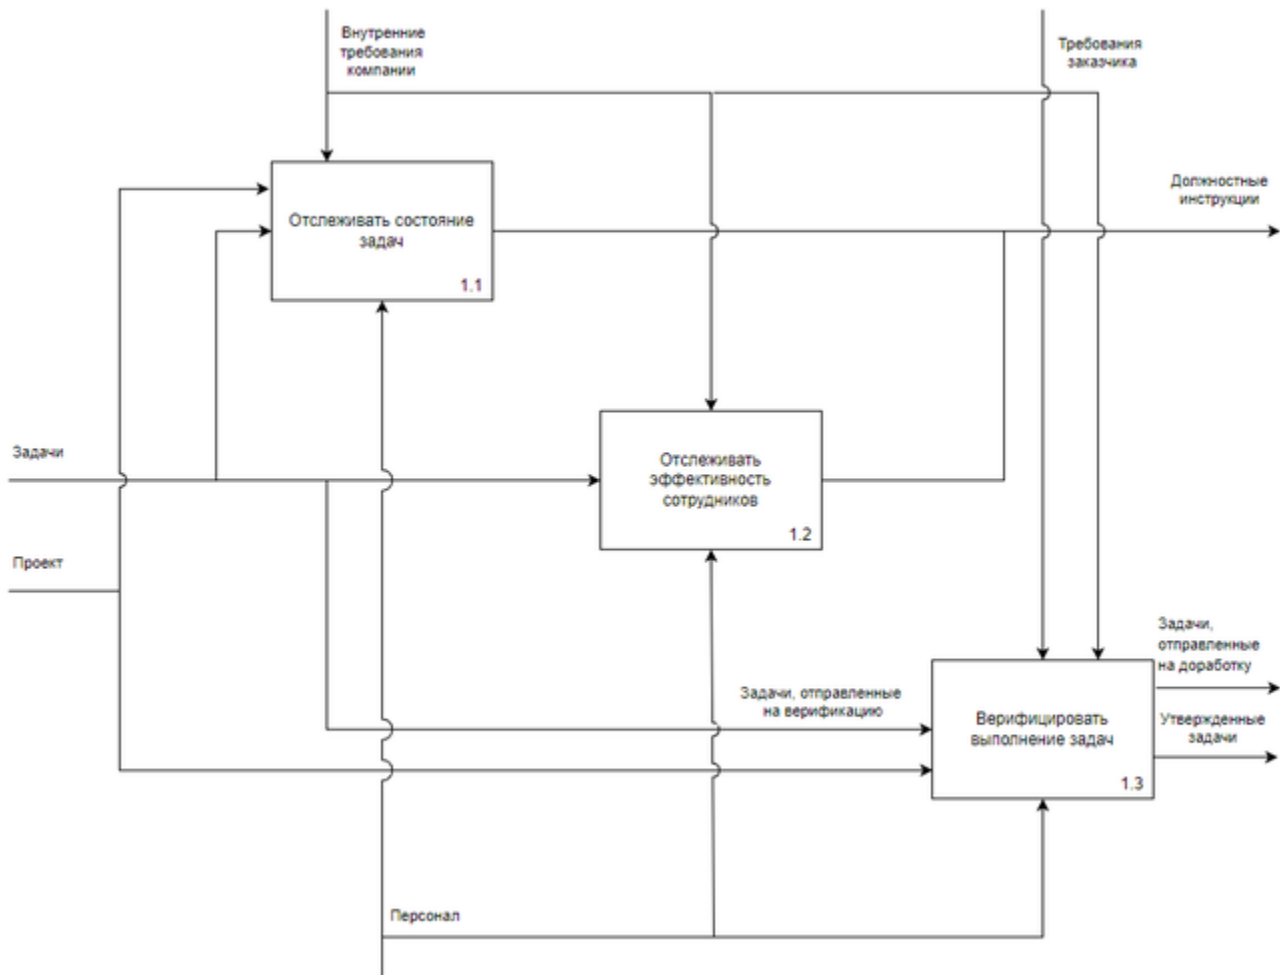 Внутренние
требования
компании
Требования
заказчика
Должностные
инструкции
Отслеживать состояние
задач
1.1
Задачи
Отслеживать
эффективность
сотрудников
1.2
Проект
Задачи,
отправленные
на доработку
Задачи, отправленные
на верификацию
Верифицировать
выполнение задач
1.3
Утвержденные
задачи
Персонал